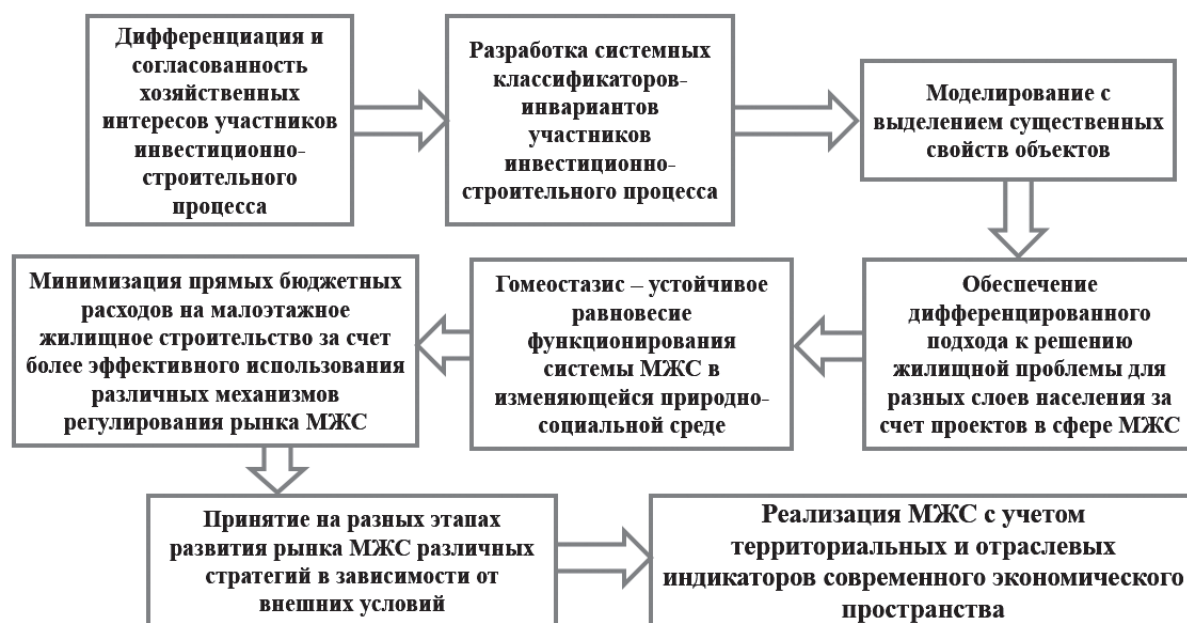 Дифференциация и
согласованность
хозяйственных
интересов участников
инвестиционно-
строительного
процесса
Разработка системных
классификаторов-
инвариантов
участников
инвестиционно-
строительного процесса
Моделирование с
выделением существенных
свойств объектов
Обеспечение
дифференцированного
подхода к решению
жилищной проблемы для
разных слоев населения за
счет проектов в сфере МЖС
Гомеостазис – устойчивое
равновесие
функционирования
системы МЖС в
изменяющейся природно-
социальной среде
Минимизация прямых бюджетных
расходов на малоэтажное
жилищное строительство за счет
более эффективного использования
различных механизмов
регулирования рынка МЖС
Принятие на разных этапах
развития рынка МЖС различных
стратегий в зависимости от
внешних условий
Реализация МЖС с учетом
территориальных и отраслевых
индикаторов современного экономического
пространства